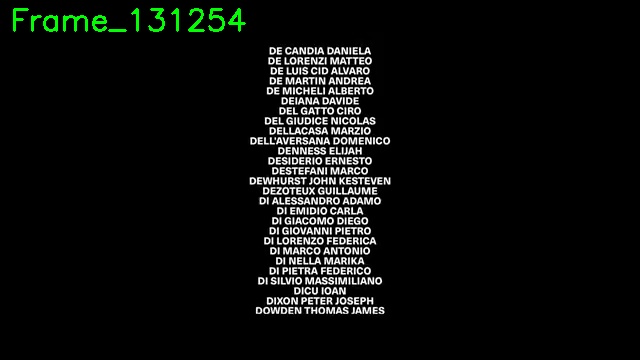 Frame_131254
DE CANDIA DANIELA
DE LORENZI MATTEO
DE LUIS CID ALVARO
DE MARTIN ANDREA
DE MICHELI ALBERTO
DEIANA DAVIDE
DEL GATTO CIRO
DEL GIUDICE NICOLAS
DELLACASA MARZIO
DELL'AVERSANA DOMENICO
DENNESS ELIJAH
DESIDERIO ERNESTO
DESTEFANI MARCO
DEWHURST JOHN KESTEVEN
DEZOTEUX GUILLAUME
DI ALESSANDRO ADAMO
DI EMIDIO CARLA
DI GIACOMO DIEGO
DI GIOVANNI PIETRO
DI LORENZO FEDERICA
DI MARCO ANTONIO
DI NELLA MARIKA
DI PIETRA FEDERICO
DI SILVIO MASSIMILIANO
DICU IOAN
DIXON PETER JOSEPH
DOWDEN THOMAS JAMES